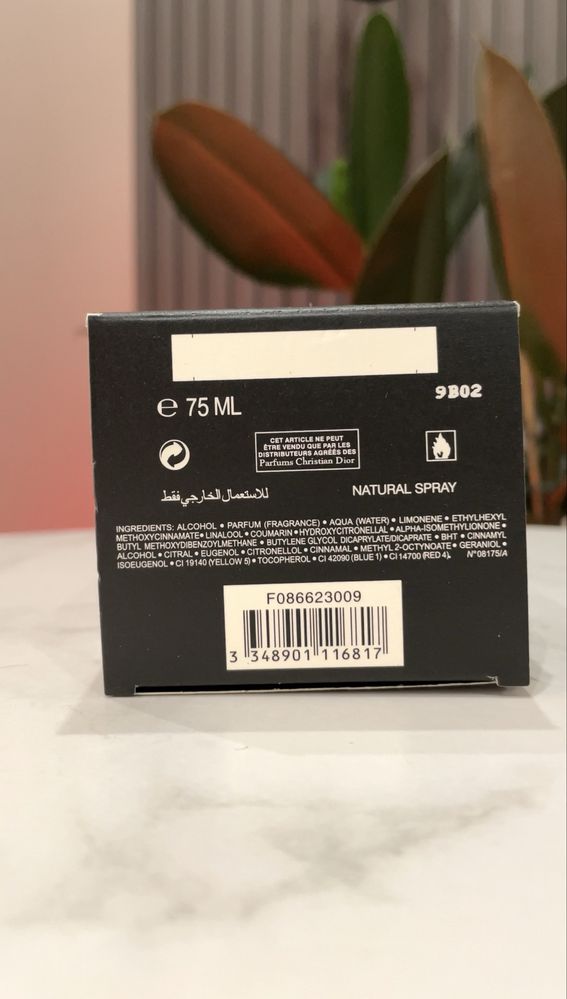 9B02
℮ 75 ML
CET ARTICLE NE PEUT
ÊTRE VENDU QUE PAR LES
DISTRIBUTEURS AGRÉÉS DES
Parfums Christian Dior
للاستعمال الخارجي فقط
NATURAL SPRAY
INGREDIENTS: ALCOHOL • PARFUM (FRAGRANCE) • AQUA (WATER) • LIMONENE • ETHYLHEXYL
METHOXYCINNAMATE • LINALOOL • COUMARIN • HYDROXYCITRONELLAL • ALPHA-ISOMETHYLIONONE •
BUTYL METHOXYDIBENZOYLMETHANE • BUTYLENE GLYCOL DICAPRYLATE/DICAPRATE • BHT • CINNAMYL
ALCOHOL • CITRAL • EUGENOL • CITRONELLOL • CINNAMAL • METHYL 2-OCTYNOATE • GERANIOL •
ISOEUGENOL • CI 19140 (YELLOW 5) • TOCOPHEROL • CI 42090 (BLUE 1) • CI 14700 (RED 4). N°08175/A
F086623009
3 348901 116817